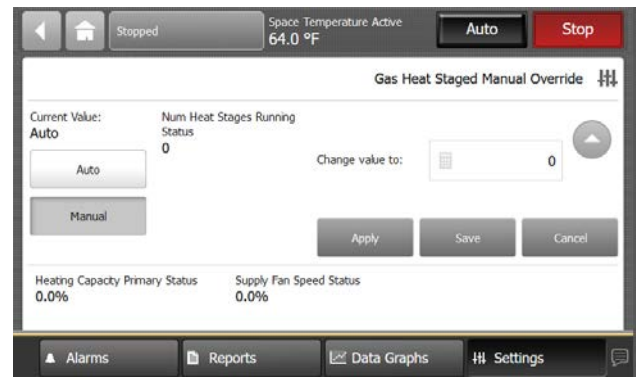 Stopped
Space Temperature Active
64.0 °F
Auto
Stop
Gas Heat Staged Manual Override
Current Value:
Auto
Num Heat Stages Running
Status
0
Auto
Manual
Change value to:
0
Apply
Save
Cancel
Heating Capacity Primary Status
0.0%
Supply Fan Speed Status
0.0%
Alarms
Reports
Data Graphs
Settings